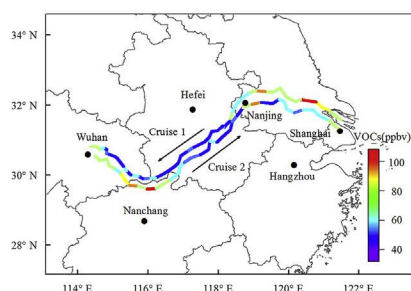 34° N
Hefei
32° N
Wuhan
Cruise 1
Nanjing
Shanghai
VOCs(ppbv)
100
80
60
40
30° N
Cruise 2
Hangzhou
Nanchang
28° N
114° E
116° E
118° E
120° E
122° E